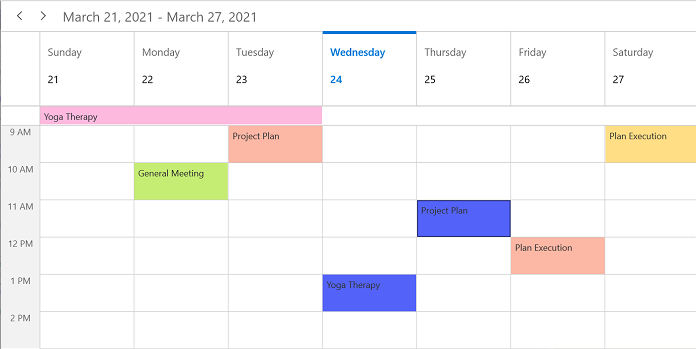 March 21, 2021 - March 27, 2021
Sunday Monday Tuesday Wednesday Thursday Friday Saturday
21 22 23 24 25 26 27
Yoga Therapy
9 AM Project Plan Plan Execution
10 AM General Meeting
11 AM Project Plan
12 PM Plan Execution
1 PM Yoga Therapy
2 PM